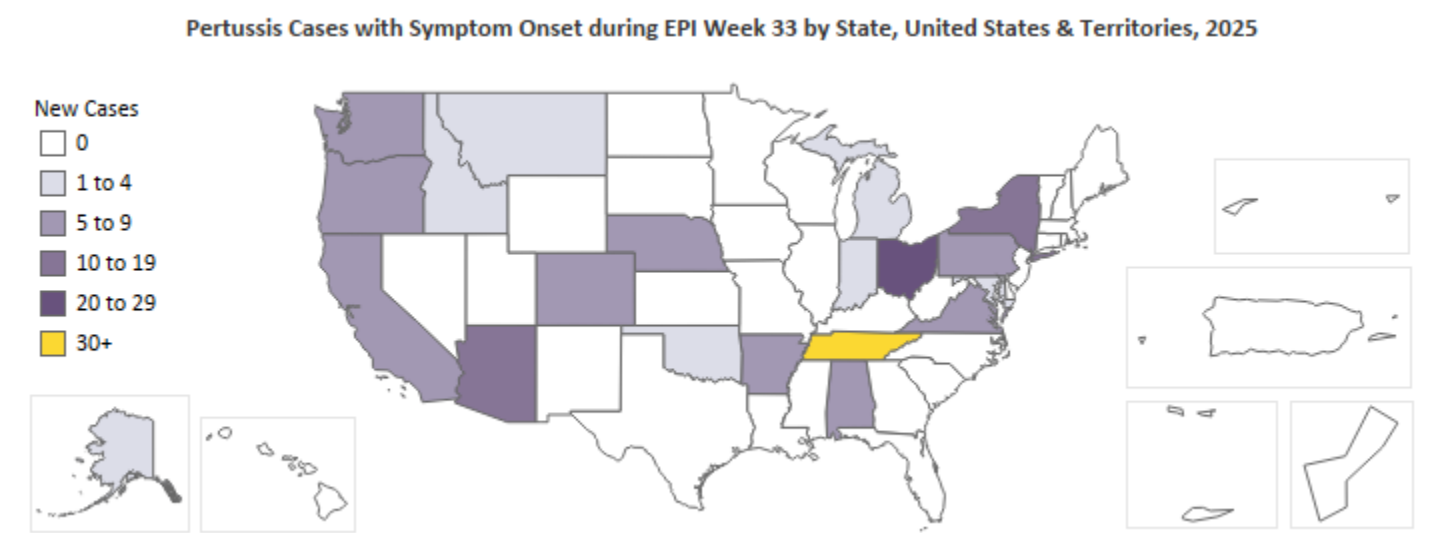 Pertussis Cases with Symptom Onset during EPI Week 33 by State, United States & Territories, 2025
New Cases
0
1 to 4
5 to 9
10 to 19
20 to 29
30+